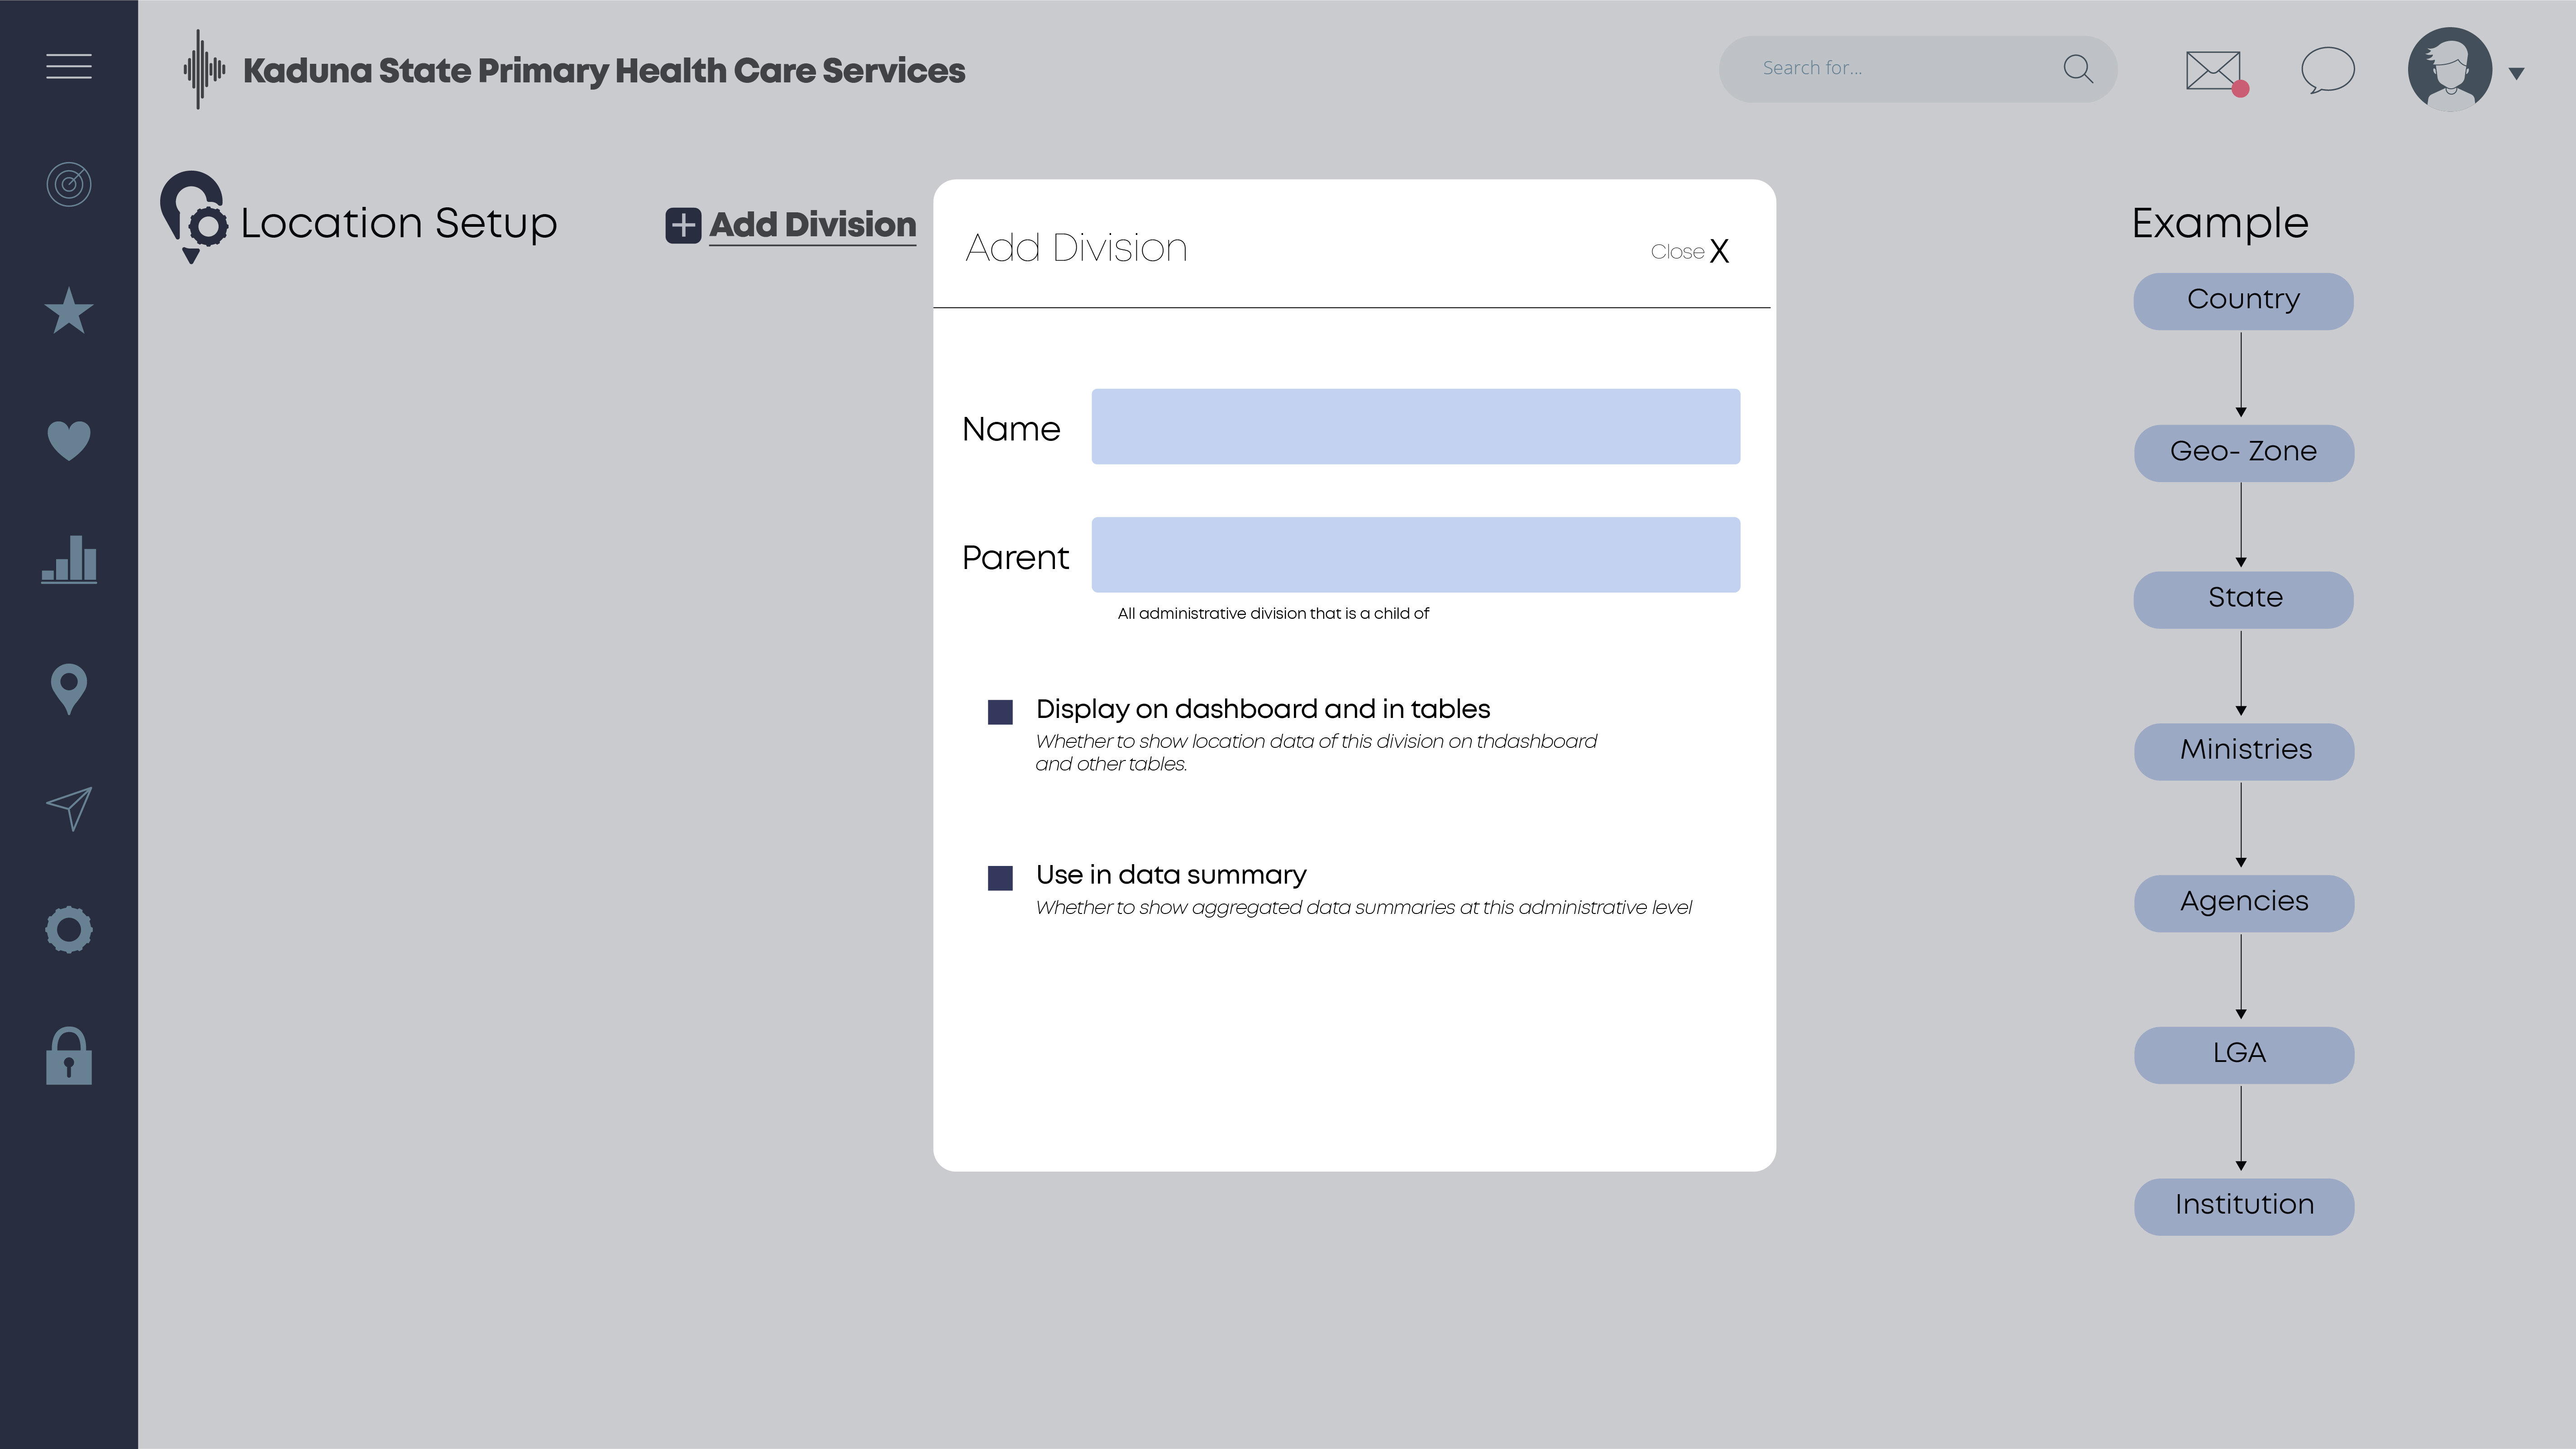 Kaduna State Primary Health Care Services
Search for...
Location Setup
Add Division
Add Division
Close X
Name
Parent
All administrative division that is a child of
Display on dashboard and in tables
Whether to show location data of this division on thdashboard
and other tables.
Use in data summary
Whether to show aggregated data summaries at this administrative level
Example
Country
Geo- Zone
State
Ministries
Agencies
LGA
Institution